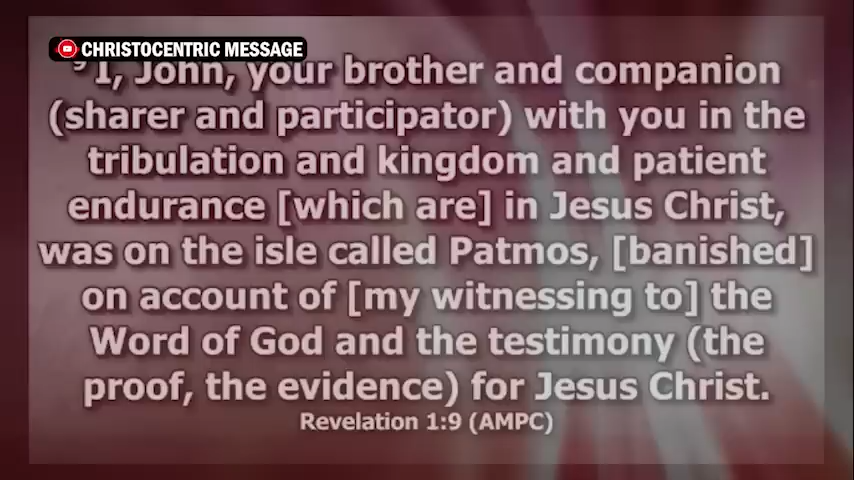 CHRISTOCENTRIC MESSAGE
9 I, John, your brother and companion
(sharer and participator) with you in the
tribulation and kingdom and patient
endurance [which are] in Jesus Christ,
was on the isle called Patmos, [banished]
on account of [my witnessing to] the
Word of God and the testimony (the
proof, the evidence) for Jesus Christ.
Revelation 1:9 (AMPC)